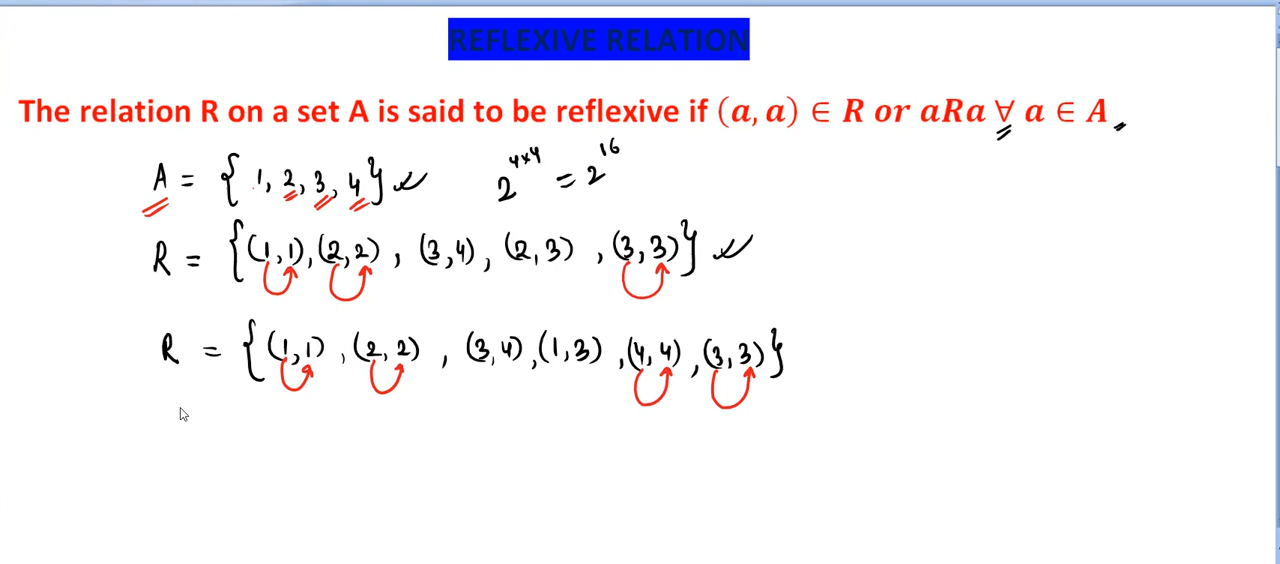 REFLEXIVE RELATION
The relation R on a set A is said to be reflexive if (a, a) ∈ R or aRa ∀ a ∈ A.
A = {1, 2, 3, 4} 2^{4×4} = 2^{16}
R = {(1,1), (2,2), (3,4), (2,3), (3,3)}
R = {(1,1), (2,2), (3,4), (1,3), (4,4), (3,3)}